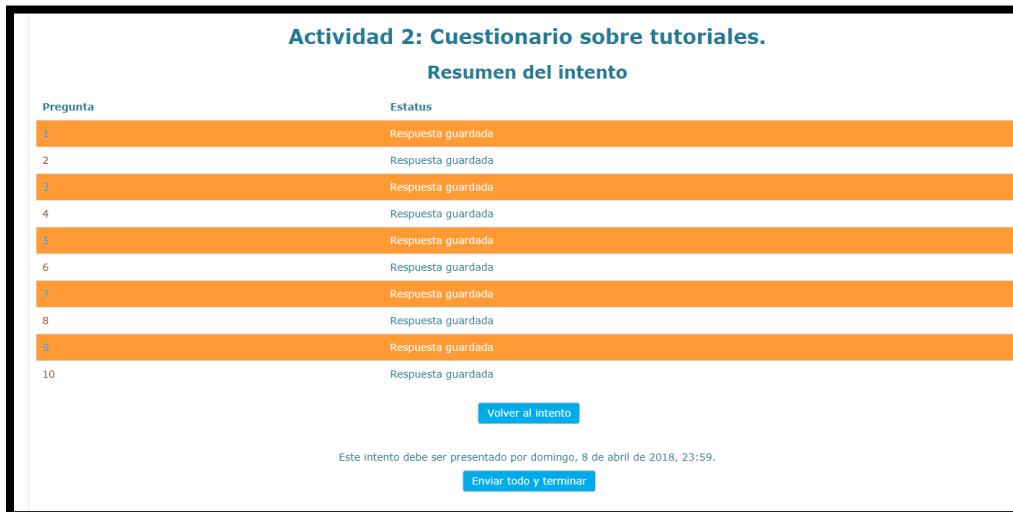 Actividad 2: Cuestionario sobre tutoriales.
Resumen del intento
Pregunta Estatus
1 Respuesta guardada
2 Respuesta guardada
3 Respuesta guardada
4 Respuesta guardada
5 Respuesta guardada
6 Respuesta guardada
7 Respuesta guardada
8 Respuesta guardada
9 Respuesta guardada
10 Respuesta guardada
Volver al intento
Este intento debe ser presentado por domingo, 8 de abril de 2018, 23:59.
Enviar todo y terminar